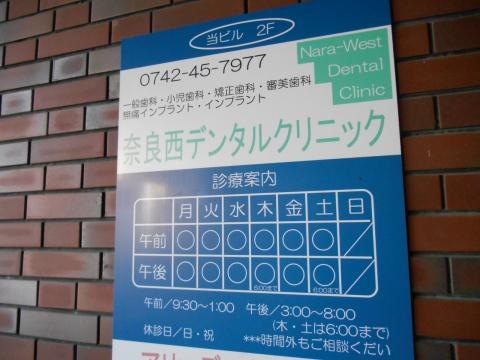 当ビル 2F
0742-45-7977
Nara-West
Dental
Clinic
一般歯科・小児歯科・矯正歯科・審美歯科
無痛インプラント・インプラント
奈良西デンタルクリニック
診療案内
月 火 水 木 金 土 日
午前 ○ ○ ○ ○ ○ ○ ／
午後 ○ ○ ○ ○ ○ ○ ／
6:00まで 6:00まで
午前／9:30〜1:00 午後／3:00〜8:00
(木・土は6:00まで)
休診日／日・祝 ***時間外もご相談くだい